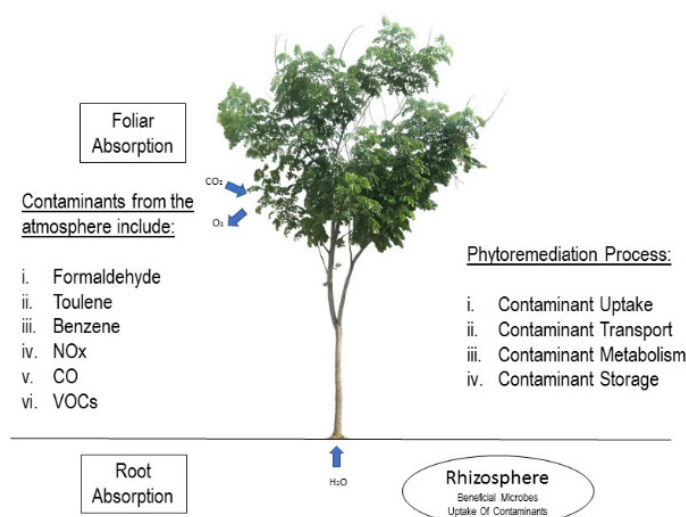 Foliar
Absorption
CO₂
O₂
Contaminants from the
atmosphere include:
i. Formaldehyde
ii. Toulene
iii. Benzene
iv. NOx
v. CO
vi. VOCs
Phytoremediation Process:
i. Contaminant Uptake
ii. Contaminant Transport
iii. Contaminant Metabolism
iv. Contaminant Storage
Root
Absorption
H₂O
Rhizosphere
Beneficial Microbes
Uptake Of Contaminants